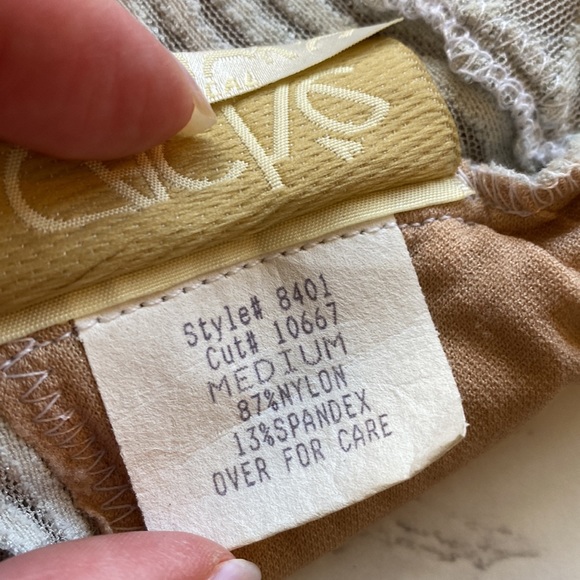 Style# 8401
Cut# 10667
MEDIUM
87%NYLON
13%SPANDEX
OVER FOR CARE